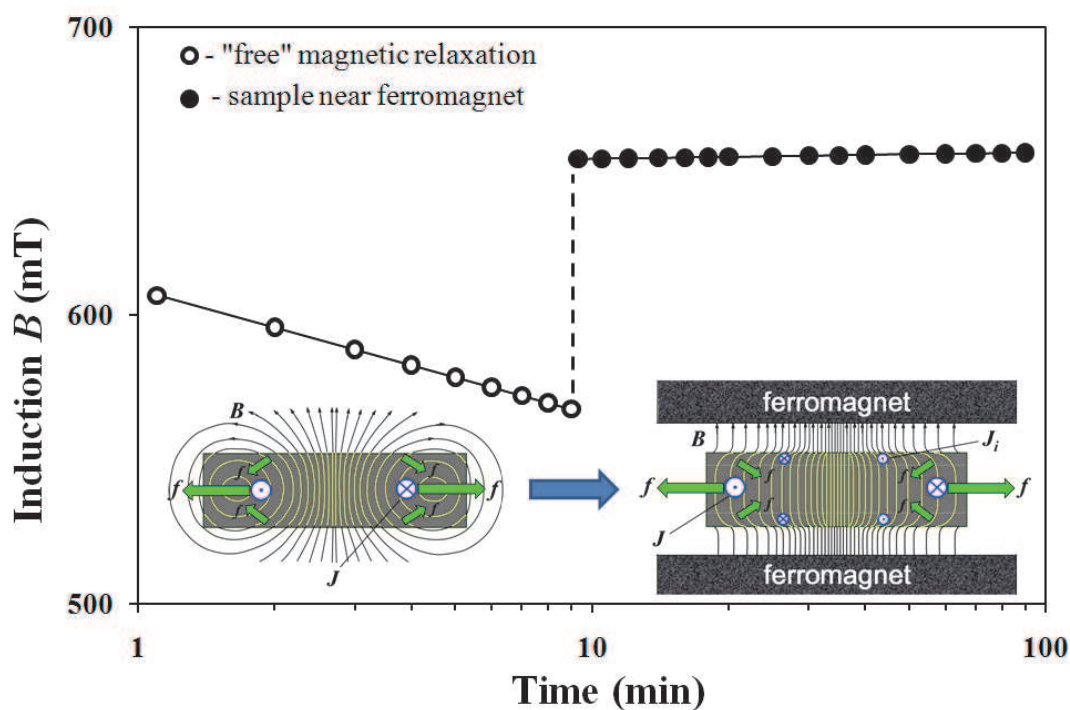 700
- "free" magnetic relaxation
- sample near ferromagnet
Induction B (mT)
600
ferromagnet
B
B
J_i
f
f
f
f
f
f
f
f
f
f
f
f
J
J
ferromagnet
500
1
10
100
Time (min)